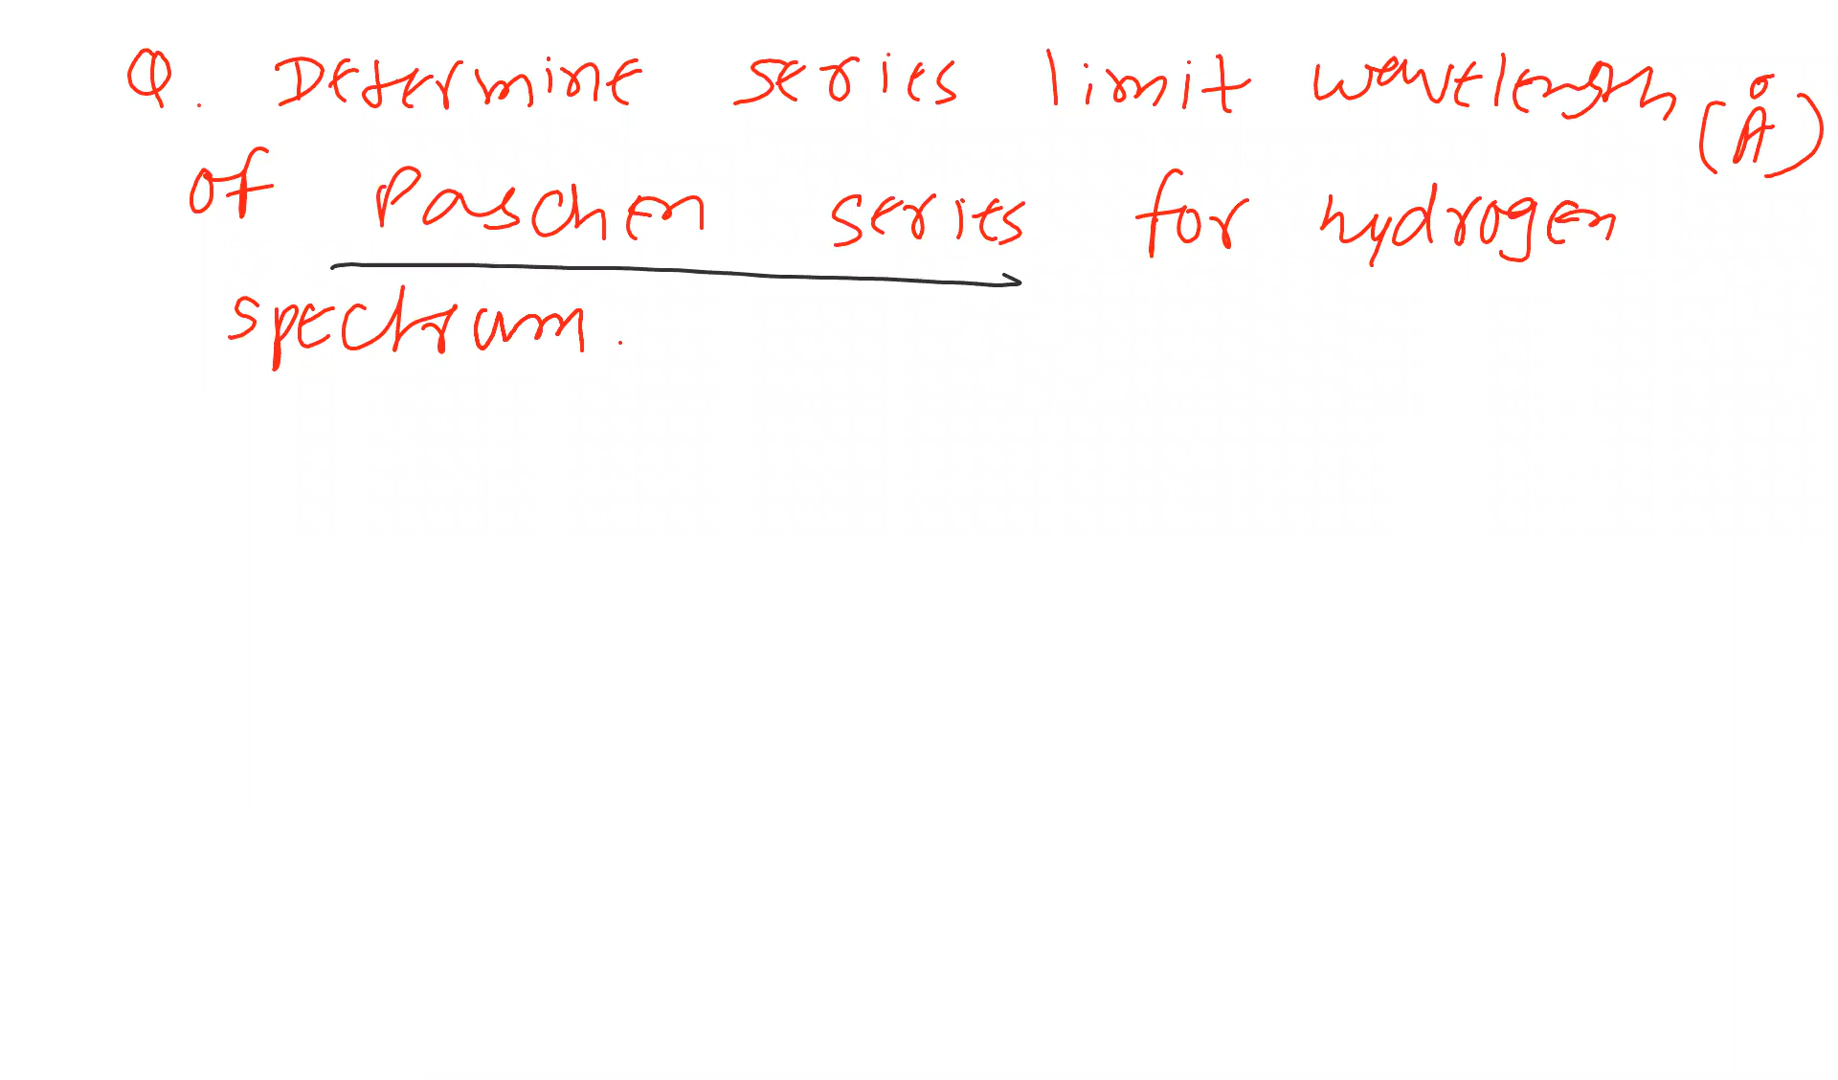 Q. Determine series limit wavelength (Å)
of Paschen series for hydrogen
spectrum.